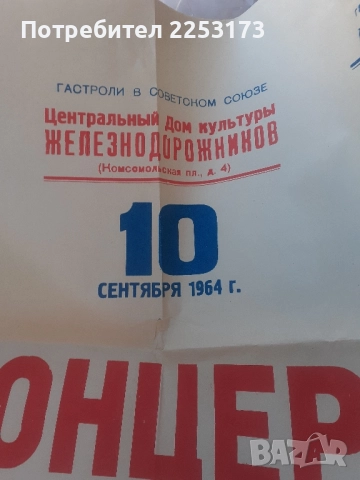 Потребител 2253173
ГАСТРОЛИ В СОВЕТСКОМ СОЮЗЕ
Центральный Дом культуры
ЖЕЛЕЗНОДОРОЖНИКОВ
(Комсомольская пл., д. 4)
10
СЕНТЯБРЯ 1964 г.
ОНЦЕР
BAZAR